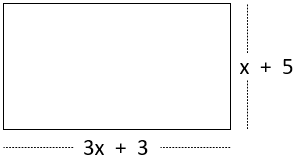 x + 5
3x + 3